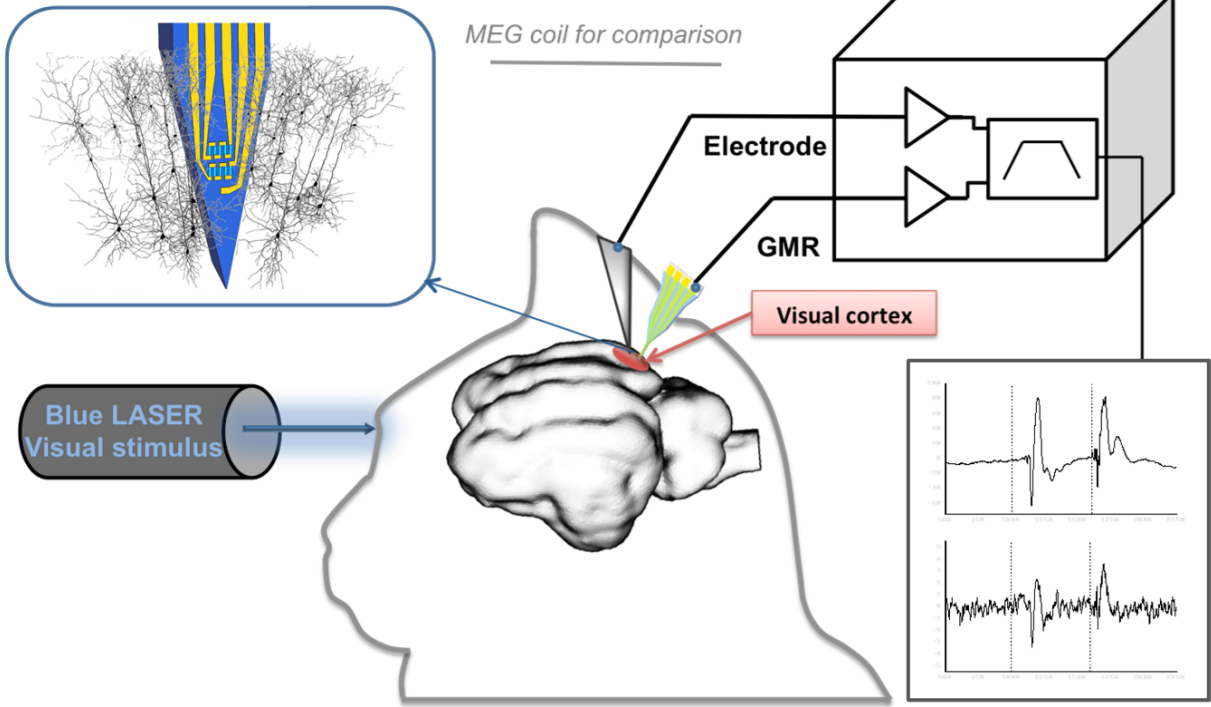 MEG coil for comparison
Electrode
GMR
Visual cortex
Blue LASER
Visual stimulus